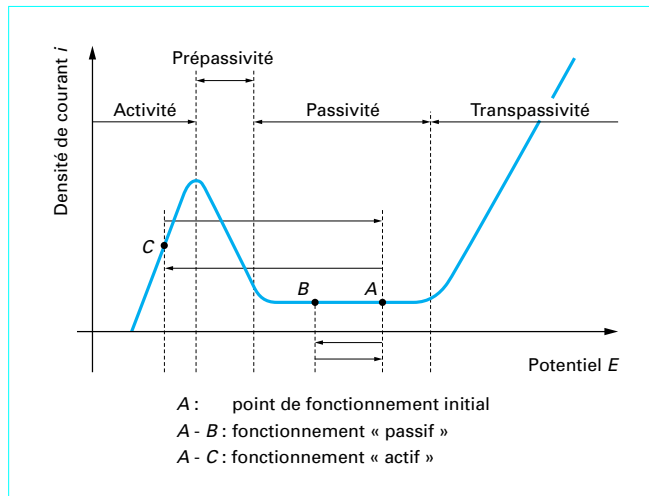 Prépassivité
Activité
Passivité
Transpassivité
Densité de courant i
C
B
A
Potentiel E
A : point de fonctionnement initial
A - B : fonctionnement « passif »
A - C : fonctionnement « actif »